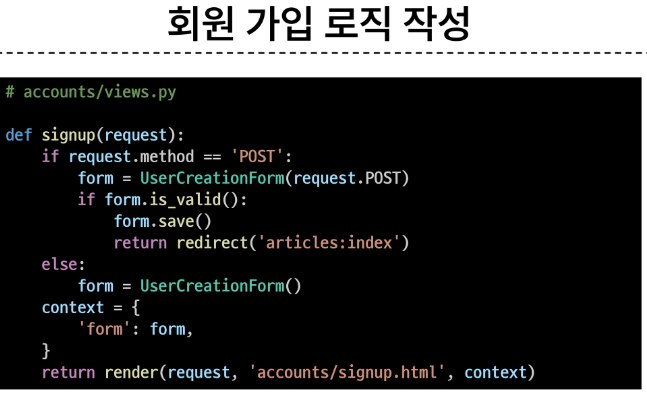 회원 가입 로직 작성
# accounts/views.py
def signup(request):
    if request.method == 'POST':
        form = UserCreationForm(request.POST)
        if form.is_valid():
            form.save()
            return redirect('articles:index')
    else:
        form = UserCreationForm()
    context = {
        'form': form,
    }
    return render(request, 'accounts/signup.html', context)